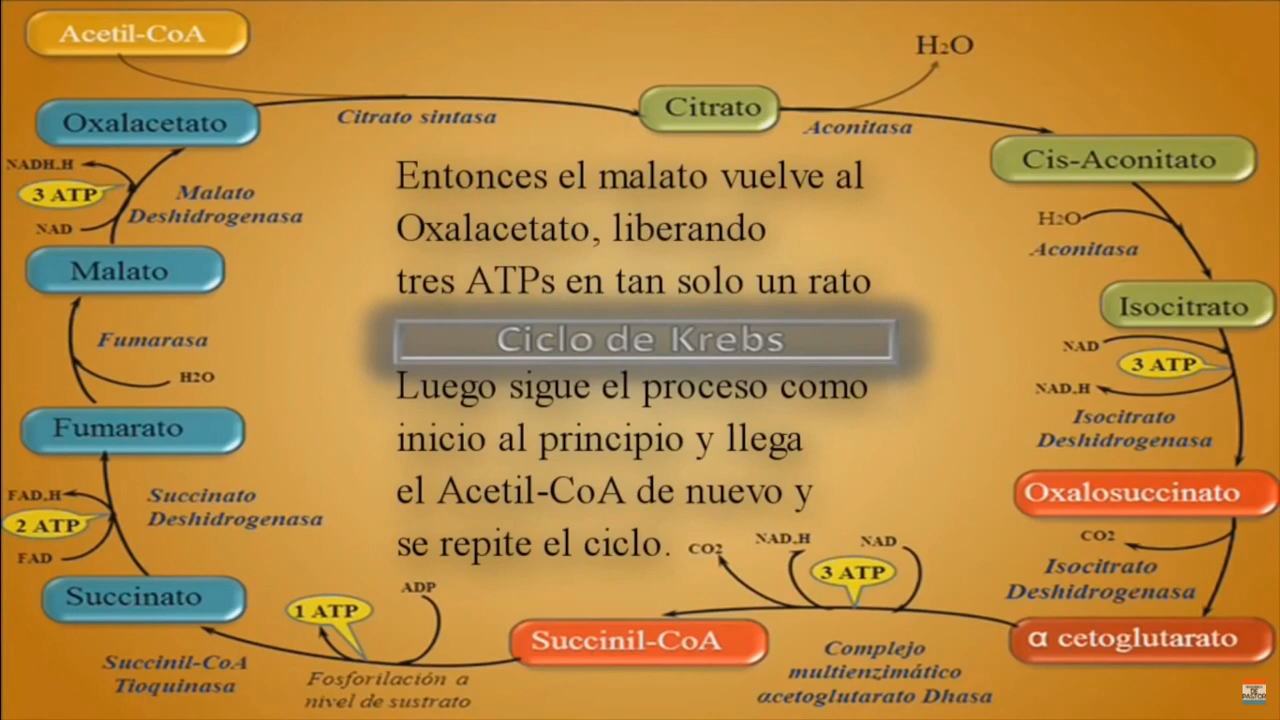 Acetil-CoA
H2O
Oxalacetato
Citrato sintasa
Citrato
Aconitasa
Cis-Aconitato
NADH.H
3 ATP
NAD
Malato
Deshidrogenasa
H2O
Aconitasa
Malato
Isocitrato
NAD
3 ATP
NAD.H
Isocitrato
Deshidrogenasa
Fumarasa
H2O
Fumarato
Oxalosuccinato
FAD.H
2 ATP
FAD
Succinato
Deshidrogenasa
CO2
Isocitrato
Deshidrogenasa
Succinato
α cetoglutarato
CO2
NAD.H
NAD
3 ATP
Complejo
multienzimático
αcetoglutarato Dhasa
Succinil-CoA
ADP
1 ATP
Fosforilación a
nivel de sustrato
Succinil-CoA
Tioquinasa
Entonces el malato vuelve al
Oxalacetato, liberando
tres ATPs en tan solo un rato
Ciclo de Krebs
Luego sigue el proceso como
inicio al principio y llega
el Acetil-CoA de nuevo y
se repite el ciclo.